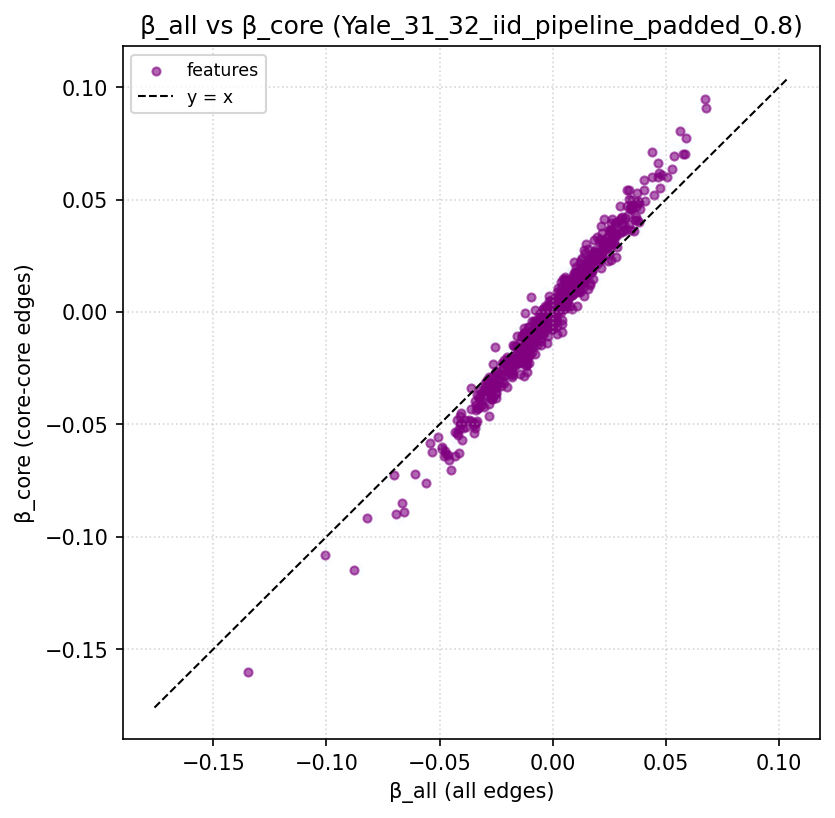 β_all vs β_core (Yale_31_32_iid_pipeline_padded_0.8)
features
y = x
0.10
0.05
0.00
−0.05
−0.10
−0.15
β_core (core-core edges)
−0.15
−0.10
−0.05
0.00
0.05
0.10
β_all (all edges)